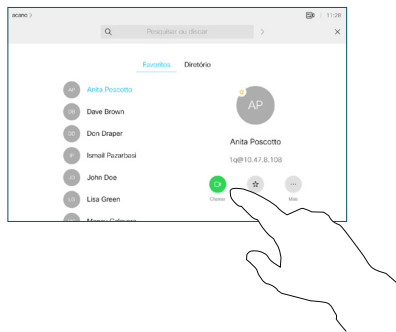 acano >
11:29
Pesquisar ou discar
Favoritos Diretório
AP Anita Poscotto
DB Dave Brown
DD Don Draper
IP Ismail Pazarbasi
JD John Doe
LG Lisa Green
AP
Anita Poscotto
1q@10.47.8.108
Chamar
Mais